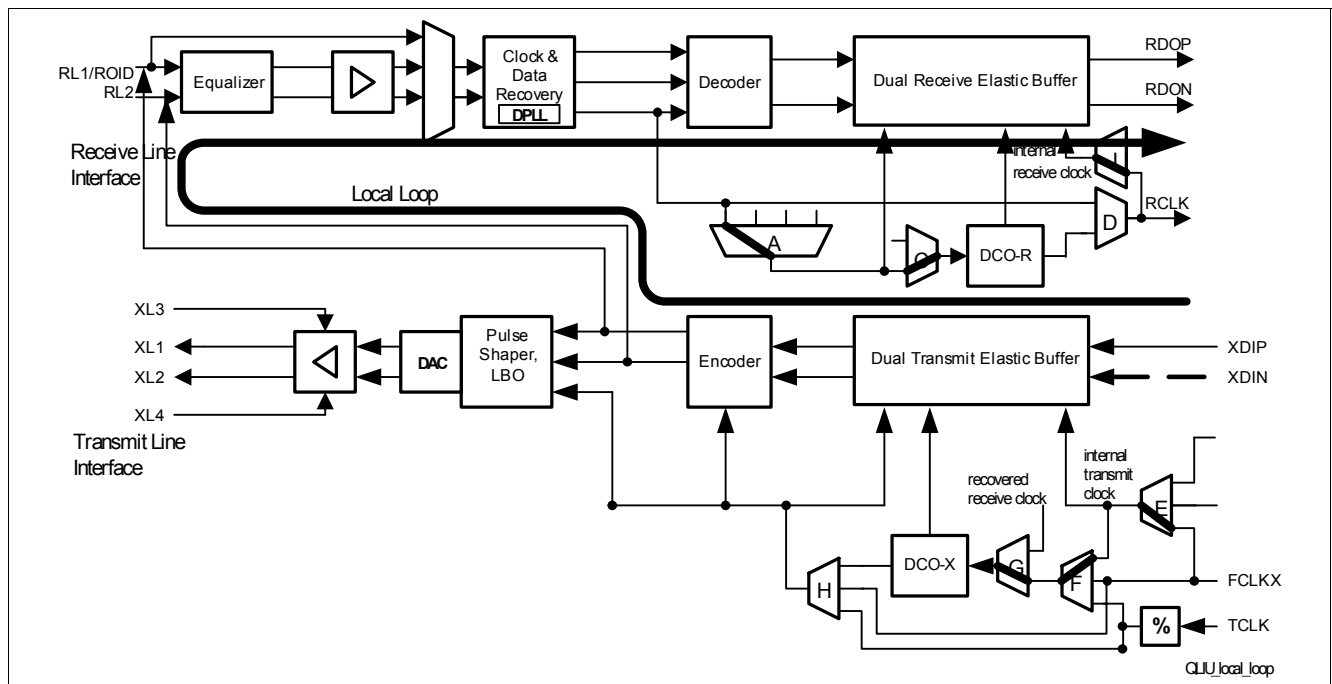 RL1/ROID
RL2
Equalizer
Clock &
Data
Recovery
DPLL
Decoder
Dual Receive Elastic Buffer
RDOP
RDON
Receive Line
Interface
Local Loop
internal
receive clock
I
A
C
DCO-R
D
RCLK
XL3
XL1
XL2
XL4
DAC
Pulse
Shaper,
LBO
Encoder
Dual Transmit Elastic Buffer
XDIP
XDIN
Transmit Line
Interface
recovered
receive clock
internal
transmit
clock
E
H
DCO-X
G
F
FCLKX
%
TCLK
QLIU_local_loop